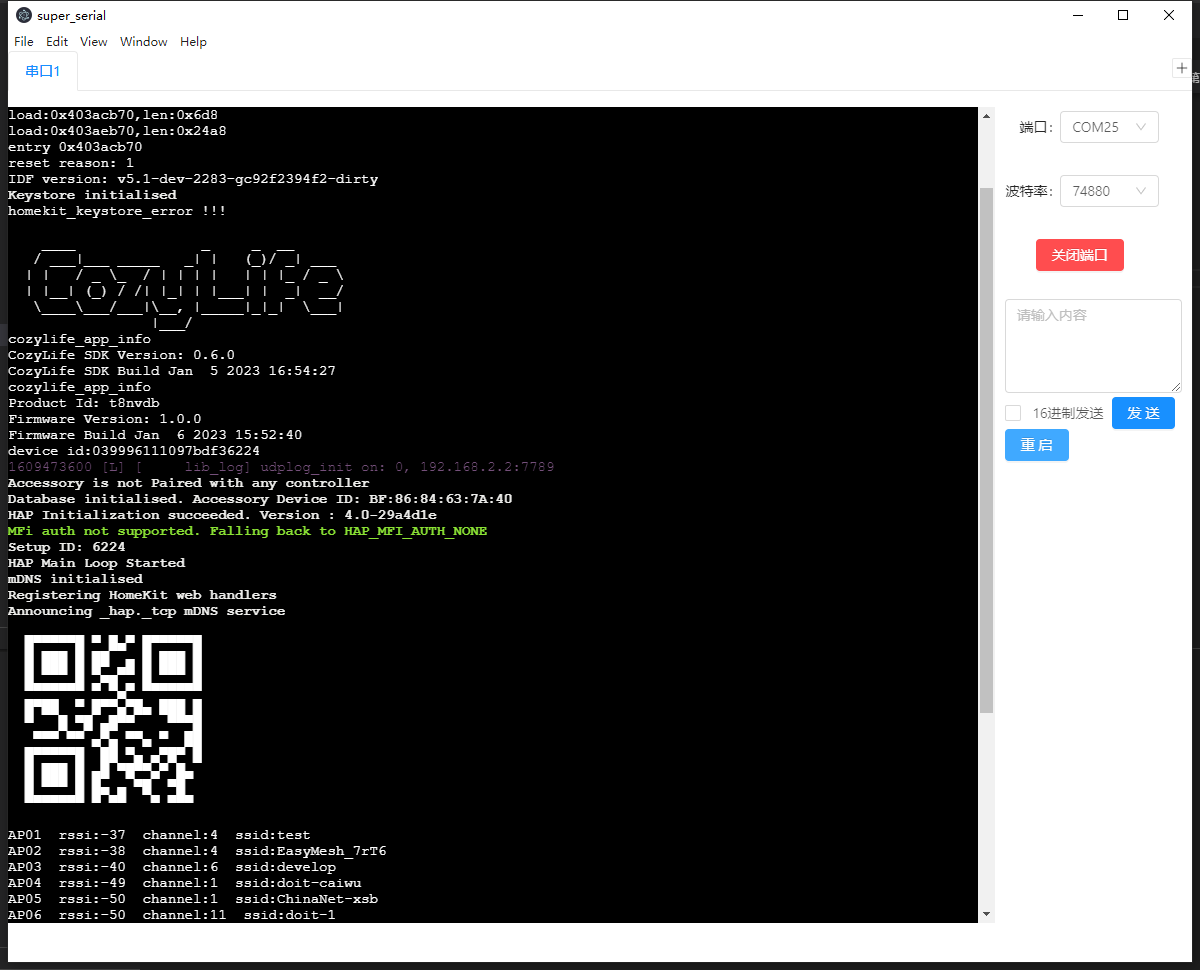 super_serial
File Edit View Window Help
串口1
load:0x403acb70,len:0x6d8
load:0x403aeb70,len:0x24a8
entry 0x403acb70
reset reason: 1
IDF version: v5.1-dev-2283-gc92f2394f2-dirty
Keystore initialised
homekit_keystore_error !!!
CozyLife
cozylife_app_info
CozyLife SDK Version: 0.6.0
CozyLife SDK Build Jan  5 2023 16:54:27
cozylife_app_info
Product Id: t8nvdb
Firmware Version: 1.0.0
Firmware Build Jan  6 2023 15:52:40
device id:039996111097bdf36224
1609473600 [L] [     lib_log] udplog_init on: 0, 192.168.2.2:7789
Accessory is not Paired with any controller
Database initialised. Accessory Device ID: BF:86:84:63:7A:40
HAP Initialization succeeded. Version : 4.0-29a4d1e
MFi auth not supported. Falling back to HAP_MFI_AUTH_NONE
Setup ID: 6224
HAP Main Loop Started
mDNS initialised
Registering HomeKit web handlers
Announcing _hap._tcp mDNS service
AP01  rssi:-37  channel:4  ssid:test
AP02  rssi:-38  channel:4  ssid:EasyMesh_7rT6
AP03  rssi:-40  channel:6  ssid:develop
AP04  rssi:-49  channel:1  ssid:doit-caiwu
AP05  rssi:-50  channel:1  ssid:ChinaNet-xsb
AP06  rssi:-50  channel:11  ssid:doit-1
端口: COM25
波特率: 74880
关闭端口
请输入内容
16进制发送 发 送
重 启